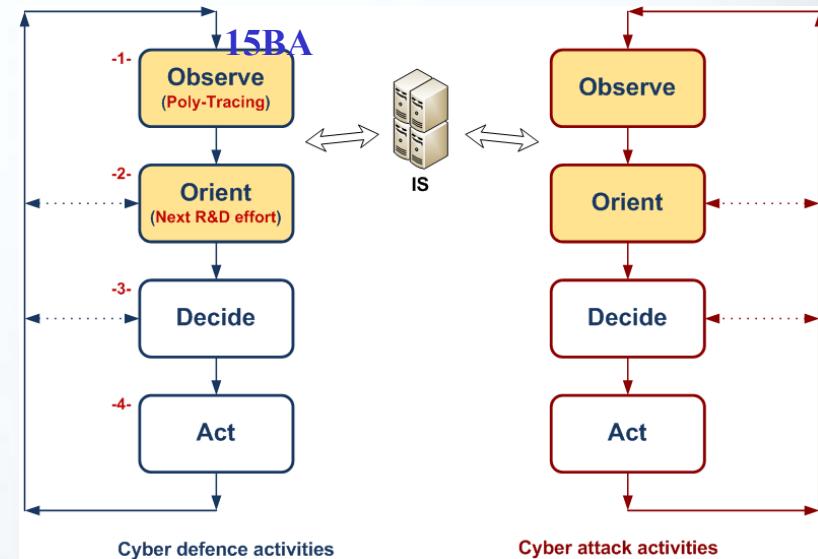 15BA
-1-
Observe
(Poly-Tracing)
-2-
Orient
(Next R&D effort)
-3-
Decide
-4-
Act
Cyber defence activities
IS
Observe
Orient
Decide
Act
Cyber attack activities